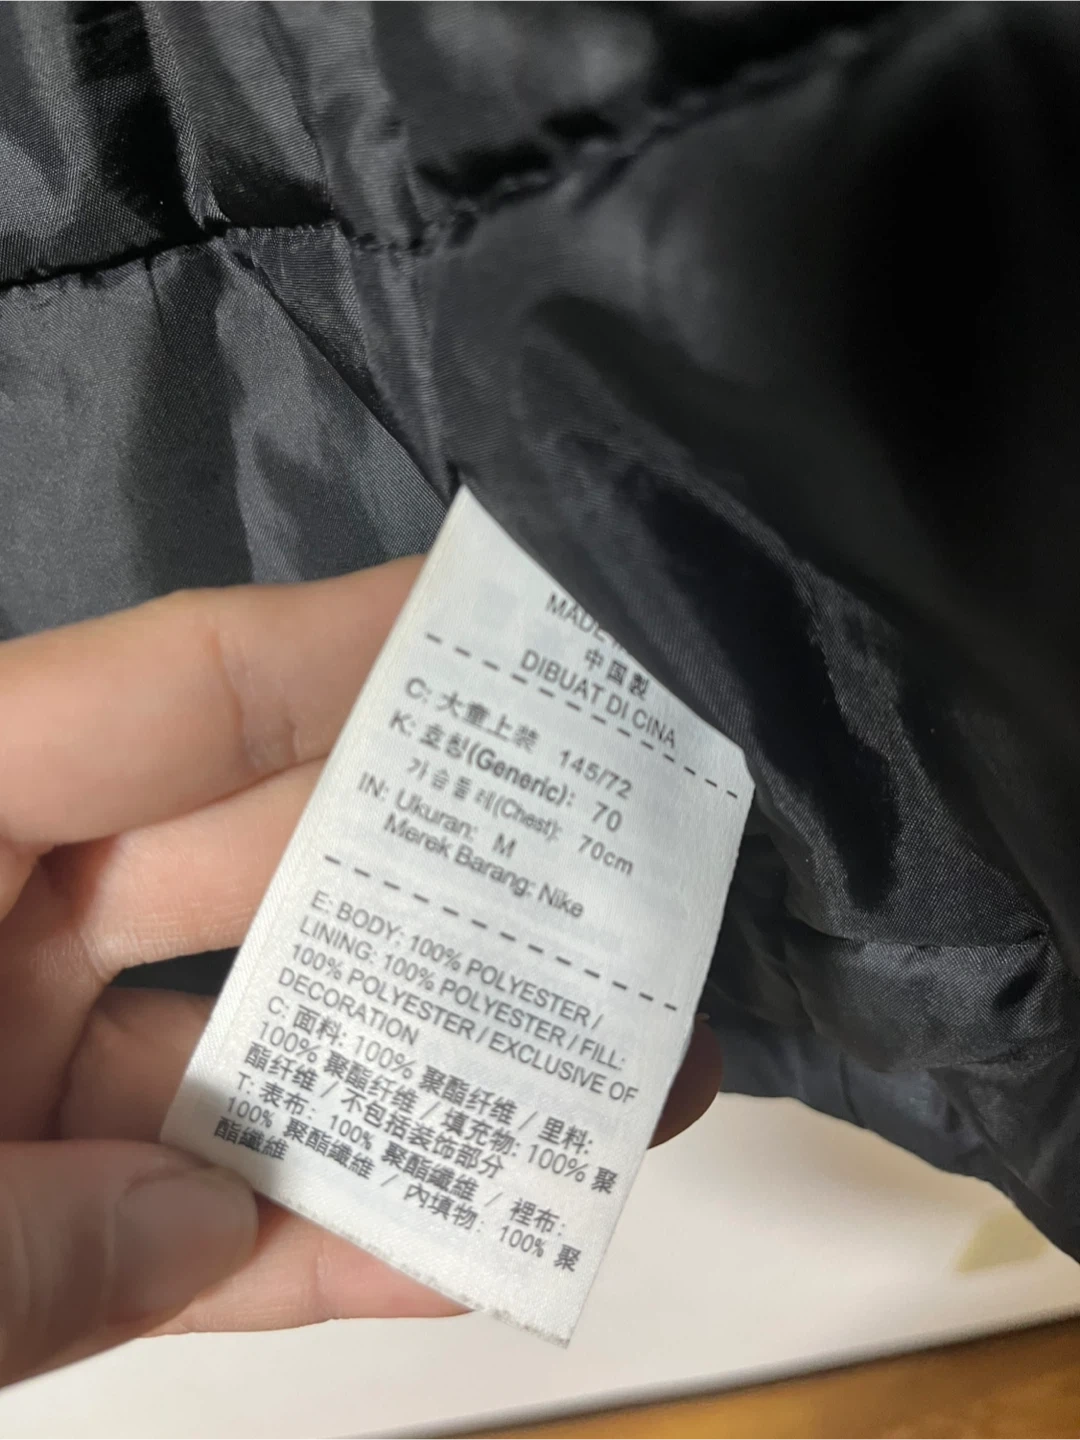 MADE
中国製
DIBUAT DI CINA
C: 大童上装 145/72
K: 호칭(Generic): 70
가슴둘레(Chest): 70cm
IN: Ukuran: M
Merek Barang: Nike
E: BODY: 100% POLYESTER /
LINING: 100% POLYESTER / FILL:
100% POLYESTER / EXCLUSIVE OF
DECORATION
C: 面料: 100% 聚酯纤维 / 里料:
100% 聚酯纤维 / 填充物: 100% 聚
酯纤维 / 不包括装饰部分
T: 表布: 100% 聚酯纖維 / 裡布:
100% 聚酯纖維 / 內填物: 100% 聚
酯纖維